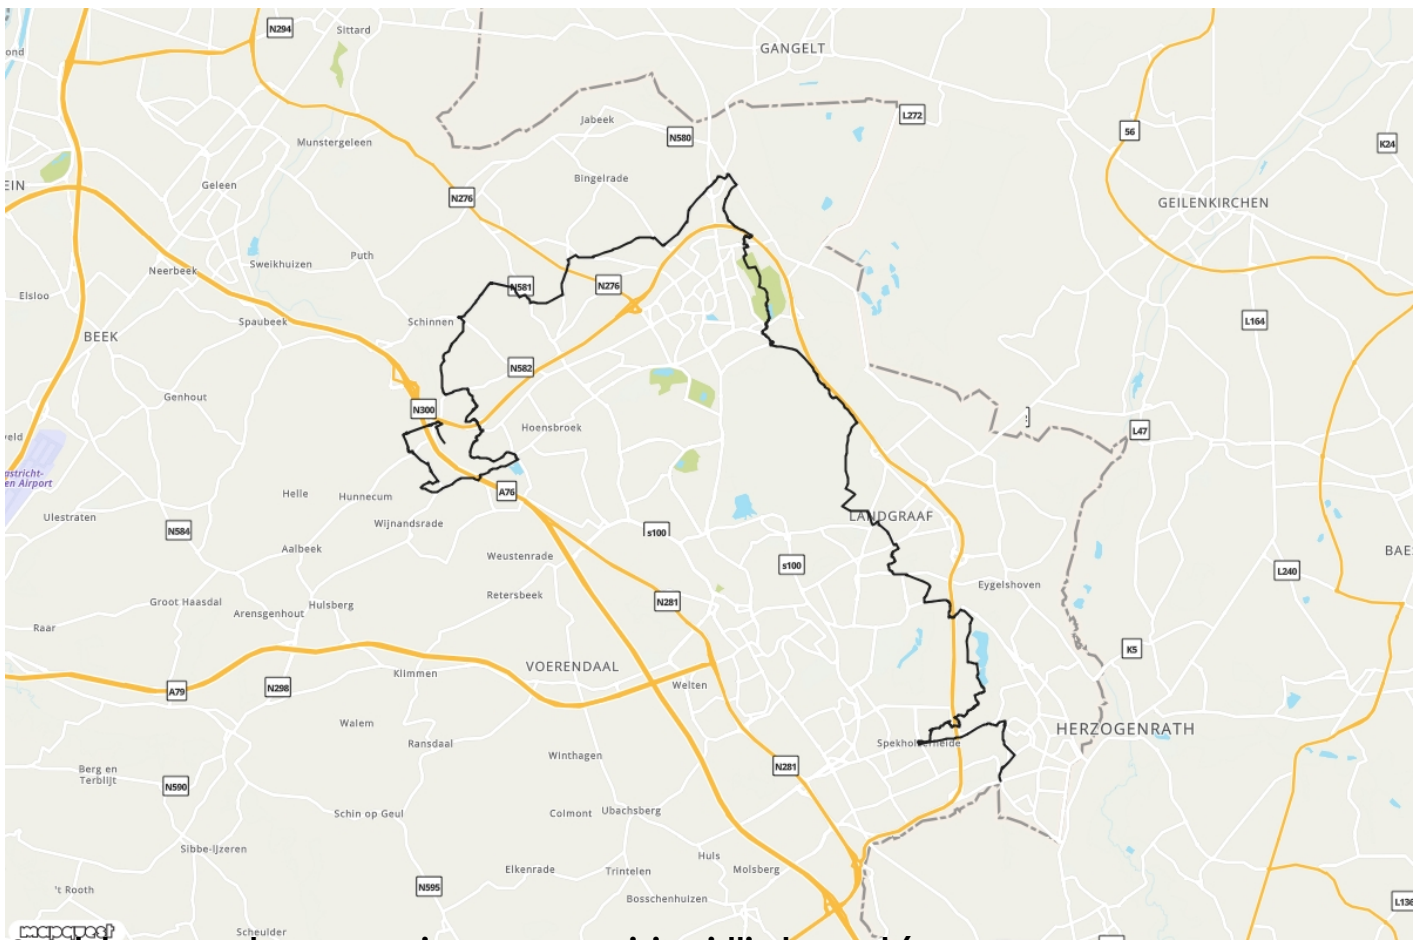 N294
Sittard
GANGELT
Jabeek
L272
56
N580
K24
Munstergeleen
EIN
Geleen
Bingelrade
N276
GEILENKIRCHEN
Puth
Sweikhuizen
Neerbeek
N581
N276
Elsloo
Schinnen
Spaubeek
L164
BEEK
N582
Genhout
N300
Hoensbroek
L47
Helle
Hunnecum
A76
Ulestraten
Wijnandsrade
LANDGRAAF
N584
s100
Aalbeek
Weustenrade
s100
BAES
L240
Eygelshoven
Retersbeek
Groot Haasdal
Hulsberg
Arensgenhout
N281
Raar
K5
VOERENDAAL
Klimmen
A79
N298
Welten
Walem
Ransdaal
HERZOGENRATH
Winthagen
N281
Berg en
Terblijt
N590
Schin op Geul
Colmont
Ubachsberg
Sibbe-IJzeren
Huls
Elkenrade
Trintelen
Molsberg
't Rooth
N595
Bosschenhuizen
L136
Scheulder
mapquest